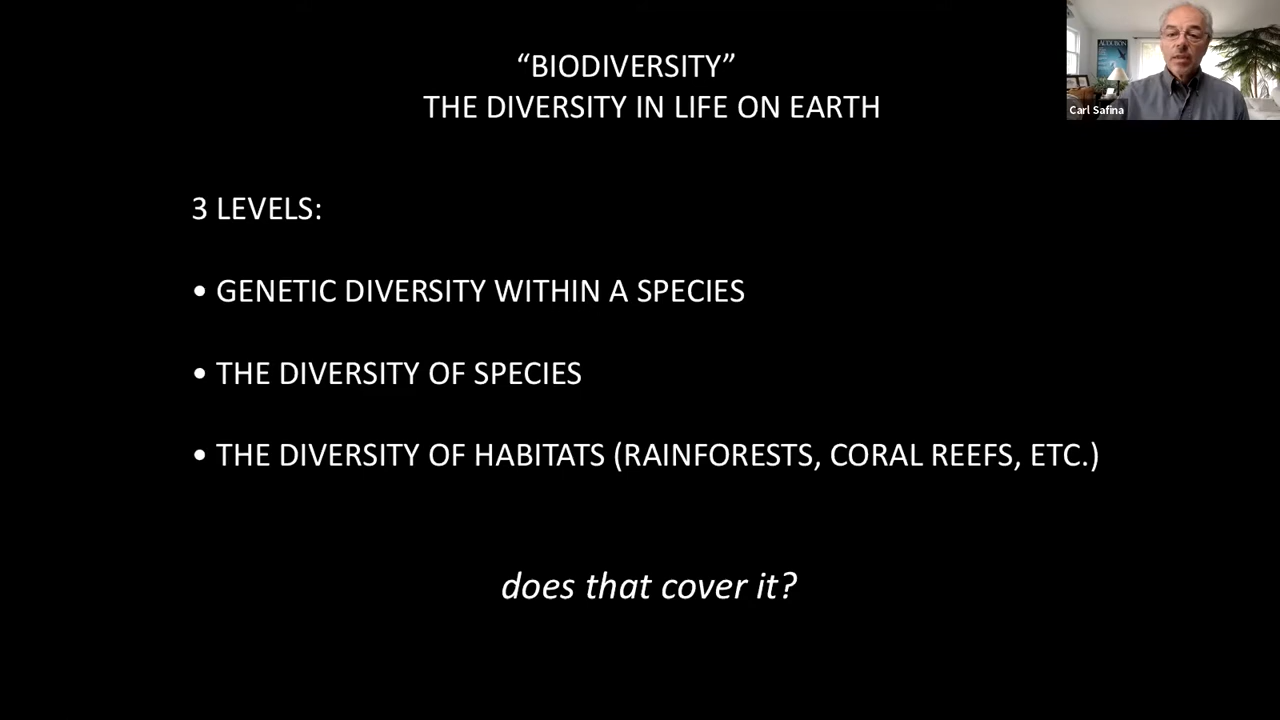 “BIODIVERSITY”
THE DIVERSITY IN LIFE ON EARTH
AUDUBON
Carl Safina
3 LEVELS:
• GENETIC DIVERSITY WITHIN A SPECIES
• THE DIVERSITY OF SPECIES
• THE DIVERSITY OF HABITATS (RAINFORESTS, CORAL REEFS, ETC.)
does that cover it?